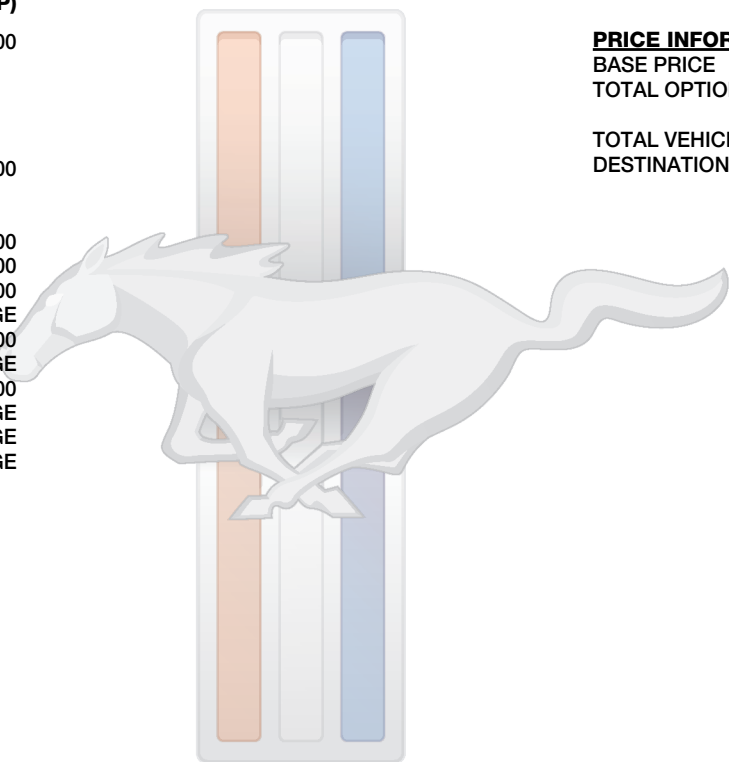 P)
00
00
00
00
00
GE
00
GE
00
GE
GE
GE
PRICE INFOR
BASE PRICE
TOTAL OPTION
TOTAL VEHIC
DESTINATION